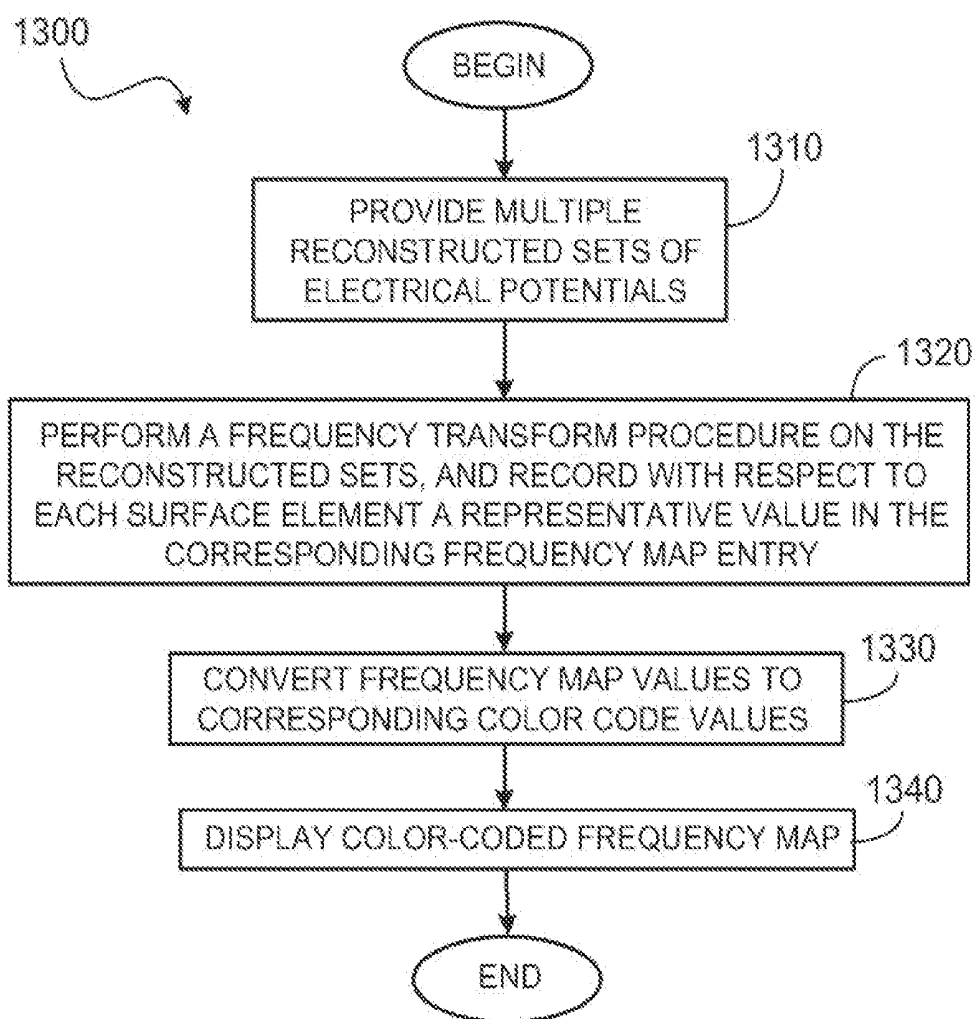 1300
BEGIN
1310
PROVIDE MULTIPLE
RECONSTRUCTED SETS OF
ELECTRICAL POTENTIALS
1320
PERFORM A FREQUENCY TRANSFORM PROCEDURE ON THE
RECONSTRUCTED SETS, AND RECORD WITH RESPECT TO
EACH SURFACE ELEMENT A REPRESENTATIVE VALUE IN THE
CORRESPONDING FREQUENCY MAP ENTRY
1330
CONVERT FREQUENCY MAP VALUES TO
CORRESPONDING COLOR CODE VALUES
1340
DISPLAY COLOR-CODED FREQUENCY MAP
END